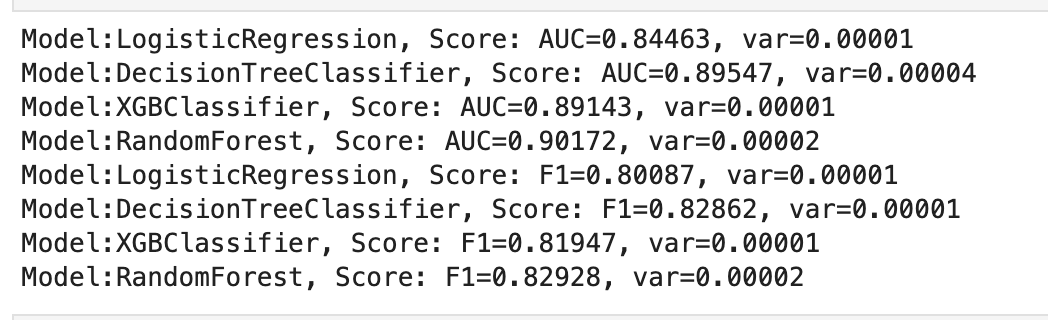 Model:LogisticRegression, Score: AUC=0.84463, var=0.00001
Model:DecisionTreeClassifier, Score: AUC=0.89547, var=0.00004
Model:XGBClassifier, Score: AUC=0.89143, var=0.00001
Model:RandomForest, Score: AUC=0.90172, var=0.00002
Model:LogisticRegression, Score: F1=0.80087, var=0.00001
Model:DecisionTreeClassifier, Score: F1=0.82862, var=0.00001
Model:XGBClassifier, Score: F1=0.81947, var=0.00001
Model:RandomForest, Score: F1=0.82928, var=0.00002